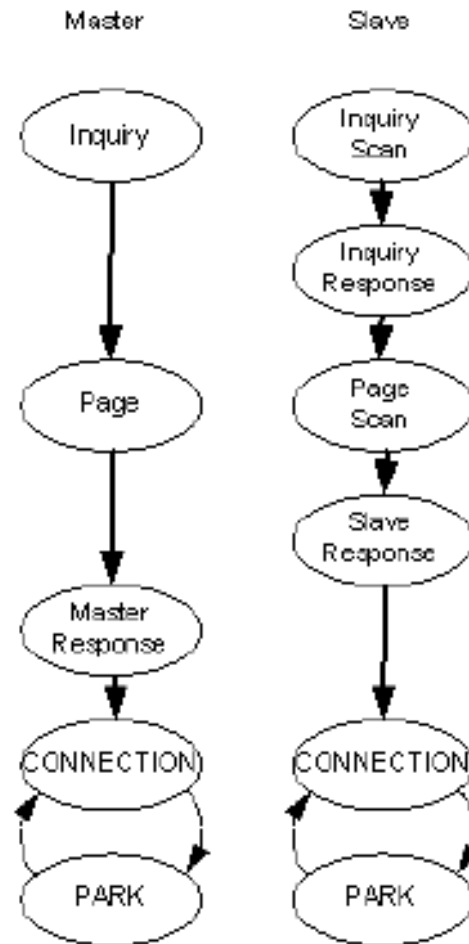 Master
Slave
Inquiry
Inquiry
Scan
Inquiry
Response
Page
Page
Scan
Slave
Response
Master
Response
CONNECTION
CONNECTION
PARK
PARK